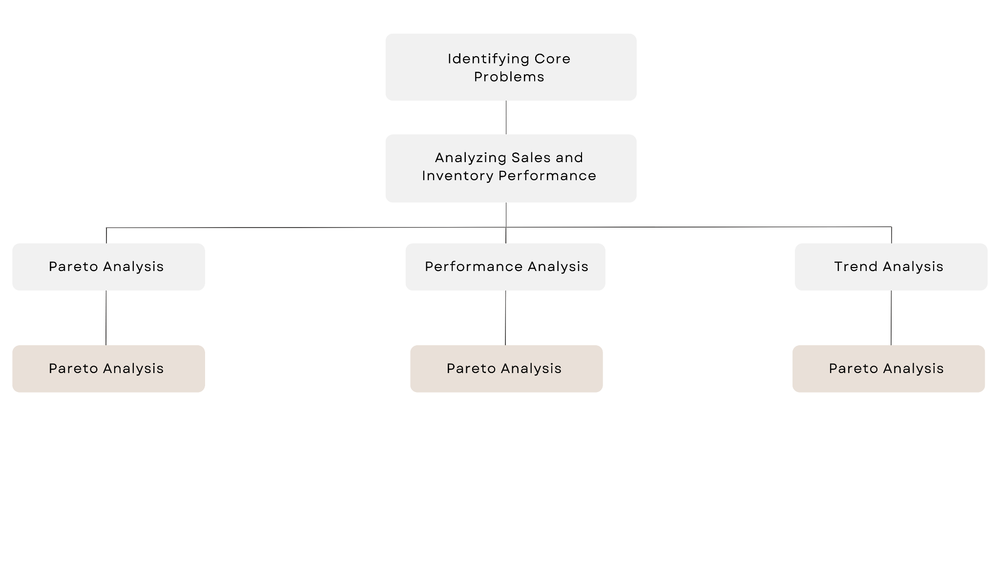 Identifying Core
Problems
Analyzing Sales and
Inventory Performance
Pareto Analysis
Performance Analysis
Trend Analysis
Pareto Analysis
Pareto Analysis
Pareto Analysis